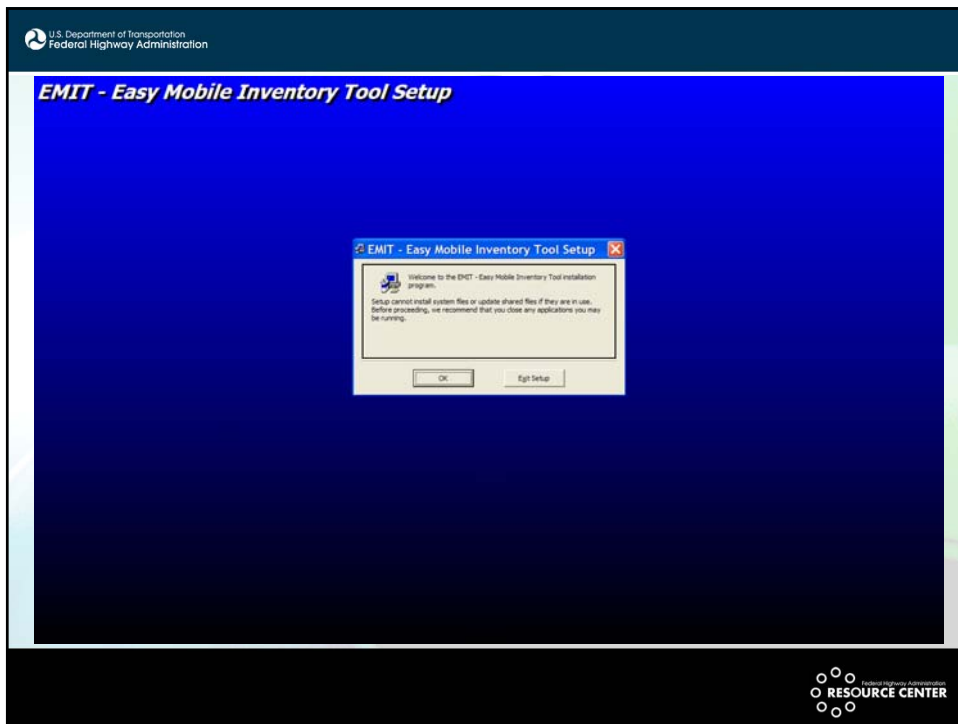 U.S. Department of Transportation
Federal Highway Administration
EMIT - Easy Mobile Inventory Tool Setup
EMIT - Easy Mobile Inventory Tool Setup
Welcome to the EMIT - Easy Mobile Inventory Tool installation
program.
Setup cannot install system files or update shared files if they are in use.
Before proceeding, we recommend that you close any applications you may
be running.
OK
Exit Setup
Federal Highway Administration
RESOURCE CENTER